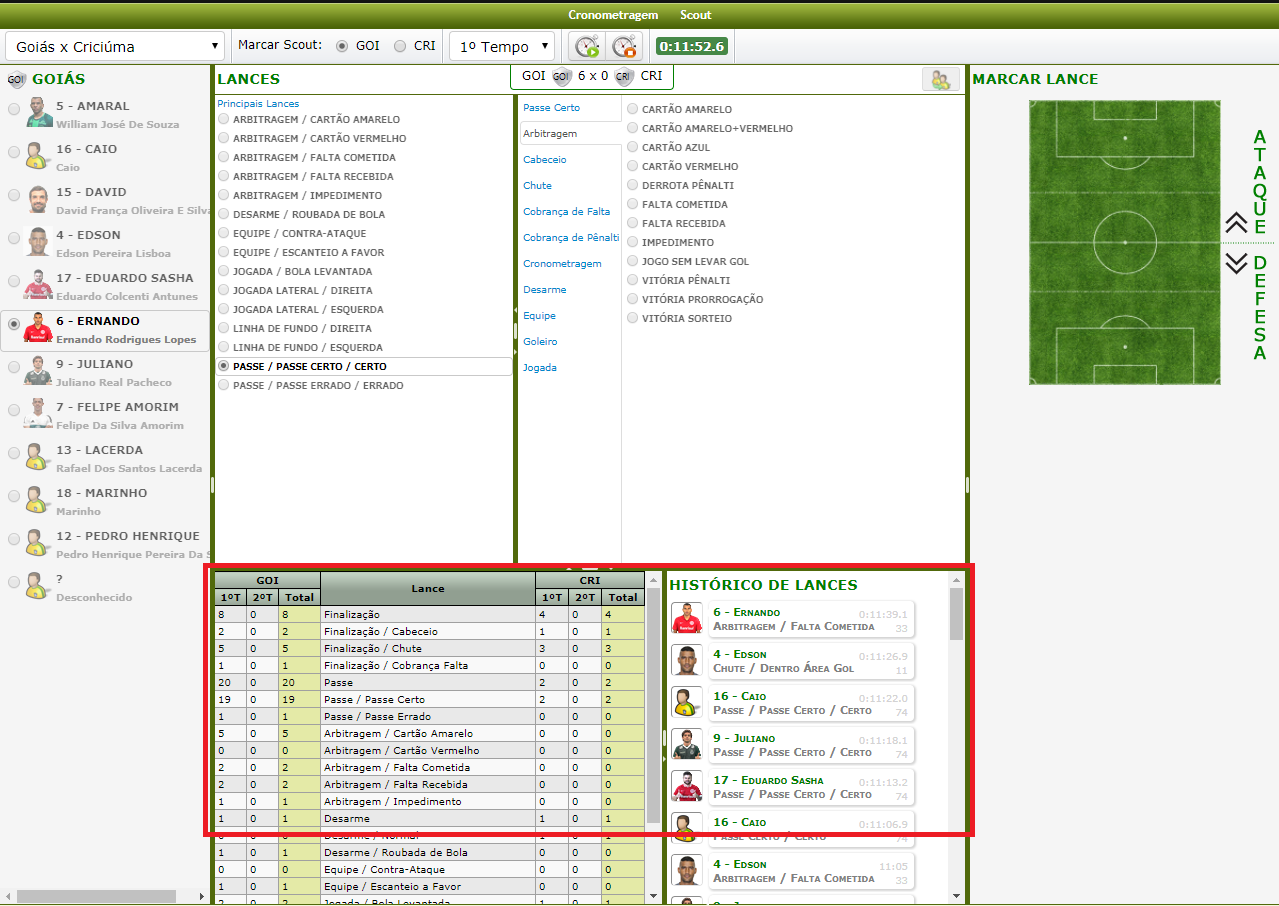 Cronometragem Scout
Goiás x Criciúma Marcar Scout: GOI CRI 1º Tempo 0:11:52.6
GOI GOIÁS
5 - AMARAL
William José De Souza
16 - CAIO
Caio
15 - DAVID
David França Oliveira E Silva
4 - EDSON
Edson Pereira Lisboa
17 - EDUARDO SASHA
Eduardo Colcenti Antunes
6 - ERNANDO
Ernando Rodrigues Lopes
9 - JULIANO
Juliano Real Pacheco
7 - FELIPE AMORIM
Felipe Da Silva Amorim
13 - LACERDA
Rafael Dos Santos Lacerda
18 - MARINHO
Marinho
12 - PEDRO HENRIQUE
Pedro Henrique Pereira Da S
?
Desconhecido
LANCES
GOI GOI 6 x 0 CRI CRI
Principais Lances
ARBITRAGEM / CARTÃO AMARELO
ARBITRAGEM / CARTÃO VERMELHO
ARBITRAGEM / FALTA COMETIDA
ARBITRAGEM / FALTA RECEBIDA
ARBITRAGEM / IMPEDIMENTO
DESARME / ROUBADA DE BOLA
EQUIPE / CONTRA-ATAQUE
EQUIPE / ESCANTEIO A FAVOR
JOGADA / BOLA LEVANTADA
JOGADA LATERAL / DIREITA
JOGADA LATERAL / ESQUERDA
LINHA DE FUNDO / DIREITA
LINHA DE FUNDO / ESQUERDA
PASSE / PASSE CERTO / CERTO
PASSE / PASSE ERRADO / ERRADO
Passe Certo
Arbitragem
Cabeceio
Chute
Cobrança de Falta
Cobrança de Pênalti
Cronometragem
Desarme
Equipe
Goleiro
Jogada
CARTÃO AMARELO
CARTÃO AMARELO+VERMELHO
CARTÃO AZUL
CARTÃO VERMELHO
DERROTA PÊNALTI
FALTA COMETIDA
FALTA RECEBIDA
IMPEDIMENTO
JOGO SEM LEVAR GOL
VITÓRIA PÊNALTI
VITÓRIA PRORROGAÇÃO
VITÓRIA SORTEIO
MARCAR LANCE
ATAQUE
DEFESA
GOI Lance CRI
1ºT 2ºT Total 1ºT 2ºT Total
8 0 8 Finalização 4 0 4
2 0 2 Finalização / Cabeceio 1 0 1
5 0 5 Finalização / Chute 3 0 3
1 0 1 Finalização / Cobrança Falta 0 0 0
20 0 20 Passe 2 0 2
19 0 19 Passe / Passe Certo 2 0 2
1 0 1 Passe / Passe Errado 0 0 0
5 0 5 Arbitragem / Cartão Amarelo 0 0 0
0 0 0 Arbitragem / Cartão Vermelho 0 0 0
2 0 2 Arbitragem / Falta Cometida 0 0 0
2 0 2 Arbitragem / Falta Recebida 0 0 0
1 0 1 Arbitragem / Impedimento 0 0 0
1 0 1 Desarme 1 0 1
0 0 0 Desarme / Normal 1 0 1
1 0 1 Desarme / Roubada de Bola 0 0 0
0 0 0 Equipe / Contra-Ataque 0 0 0
1 0 1 Equipe / Escanteio a Favor 0 0 0
2 0 2 Jogada / Bola Levantada 1 0 1
HISTÓRICO DE LANCES
6 - Ernando 0:11:39.1
Arbitragem / Falta Cometida 33
4 - Edson 0:11:26.9
Chute / Dentro Área Gol 11
16 - Caio 0:11:22.0
Passe / Passe Certo / Certo 74
9 - Juliano 0:11:18.1
Passe / Passe Certo / Certo 74
17 - Eduardo Sasha 0:11:13.2
Passe / Passe Certo / Certo 74
16 - Caio 0:11:06.9
Passe / Passe Certo / Certo 74
4 - Edson 11:05
Arbitragem / Falta Cometida 33